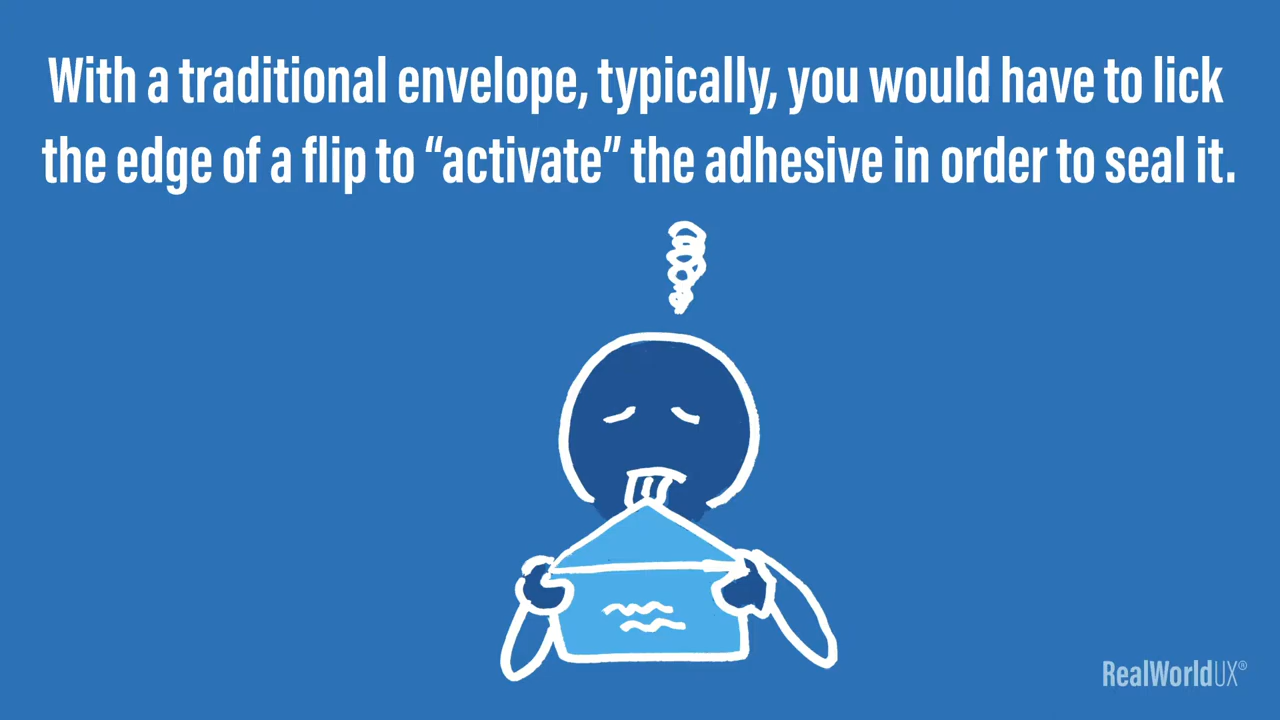 With a traditional envelope, typically, you would have to lick
the edge of a flip to “activate” the adhesive in order to seal it.
RealWorldUX®